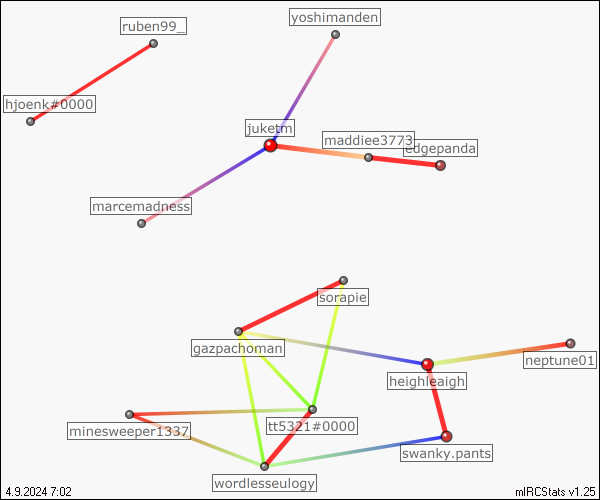 yoshimanden
ruben99_
hjoenk#0000
juketm
maddiee3773
edgepanda
marcemadness
sorapie
gazpachoman
neptune01
heighleaigh
tt5321#0000
minesweeper1337
swanky.pants
wordlesseulogy
4.9.2024 7:02
mIRCStats v1.25